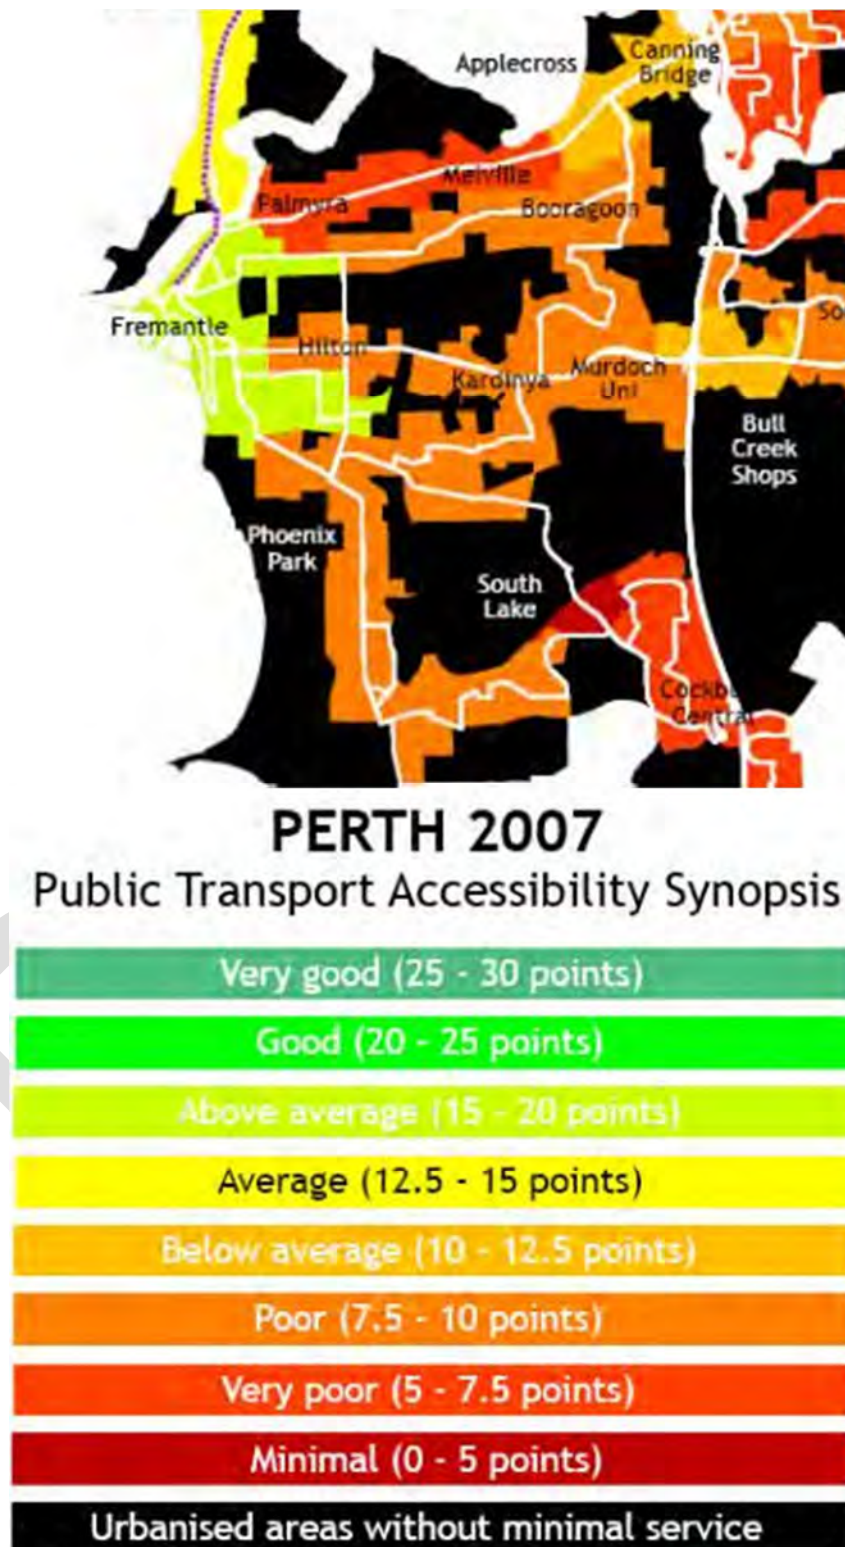 Applecross
Canning
Bridge
Melville
Palmyra
Booragoon
Fremantle
Hilton
So
Kardinya
Murdoch
Uni
Bull
Creek
Shops
Phoenix
Park
South
Lake
Cockbu
Central
PERTH 2007
Public Transport Accessibility Synopsis
Very good (25 - 30 points)
Good (20 - 25 points)
Above average (15 - 20 points)
Average (12.5 - 15 points)
Below average (10 - 12.5 points)
Poor (7.5 - 10 points)
Very poor (5 - 7.5 points)
Minimal (0 - 5 points)
Urbanised areas without minimal service